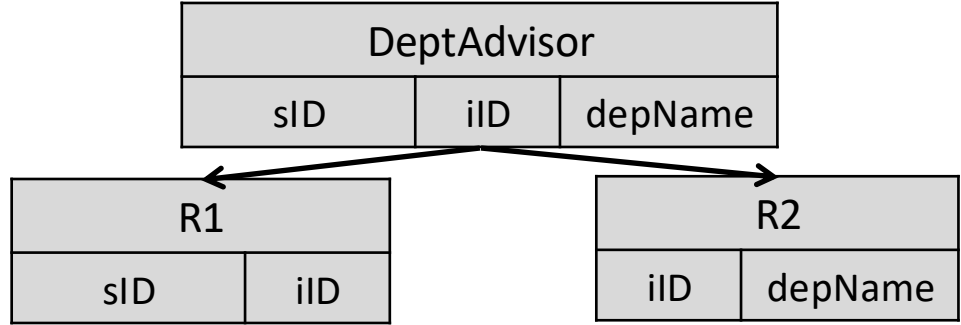 DeptAdvisor
sID iID depName
R1
sID iID
R2
iID depName